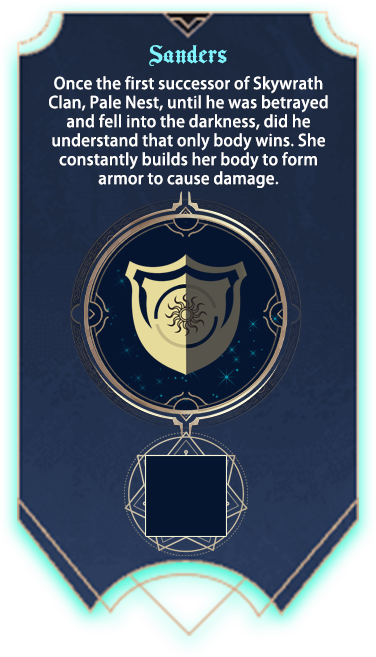 Sanders
Once the first successor of Skywrath
Clan, Pale Nest, until he was betrayed
and fell into the darkness, did he
understand that only body wins. She
constantly builds her body to form
armor to cause damage.